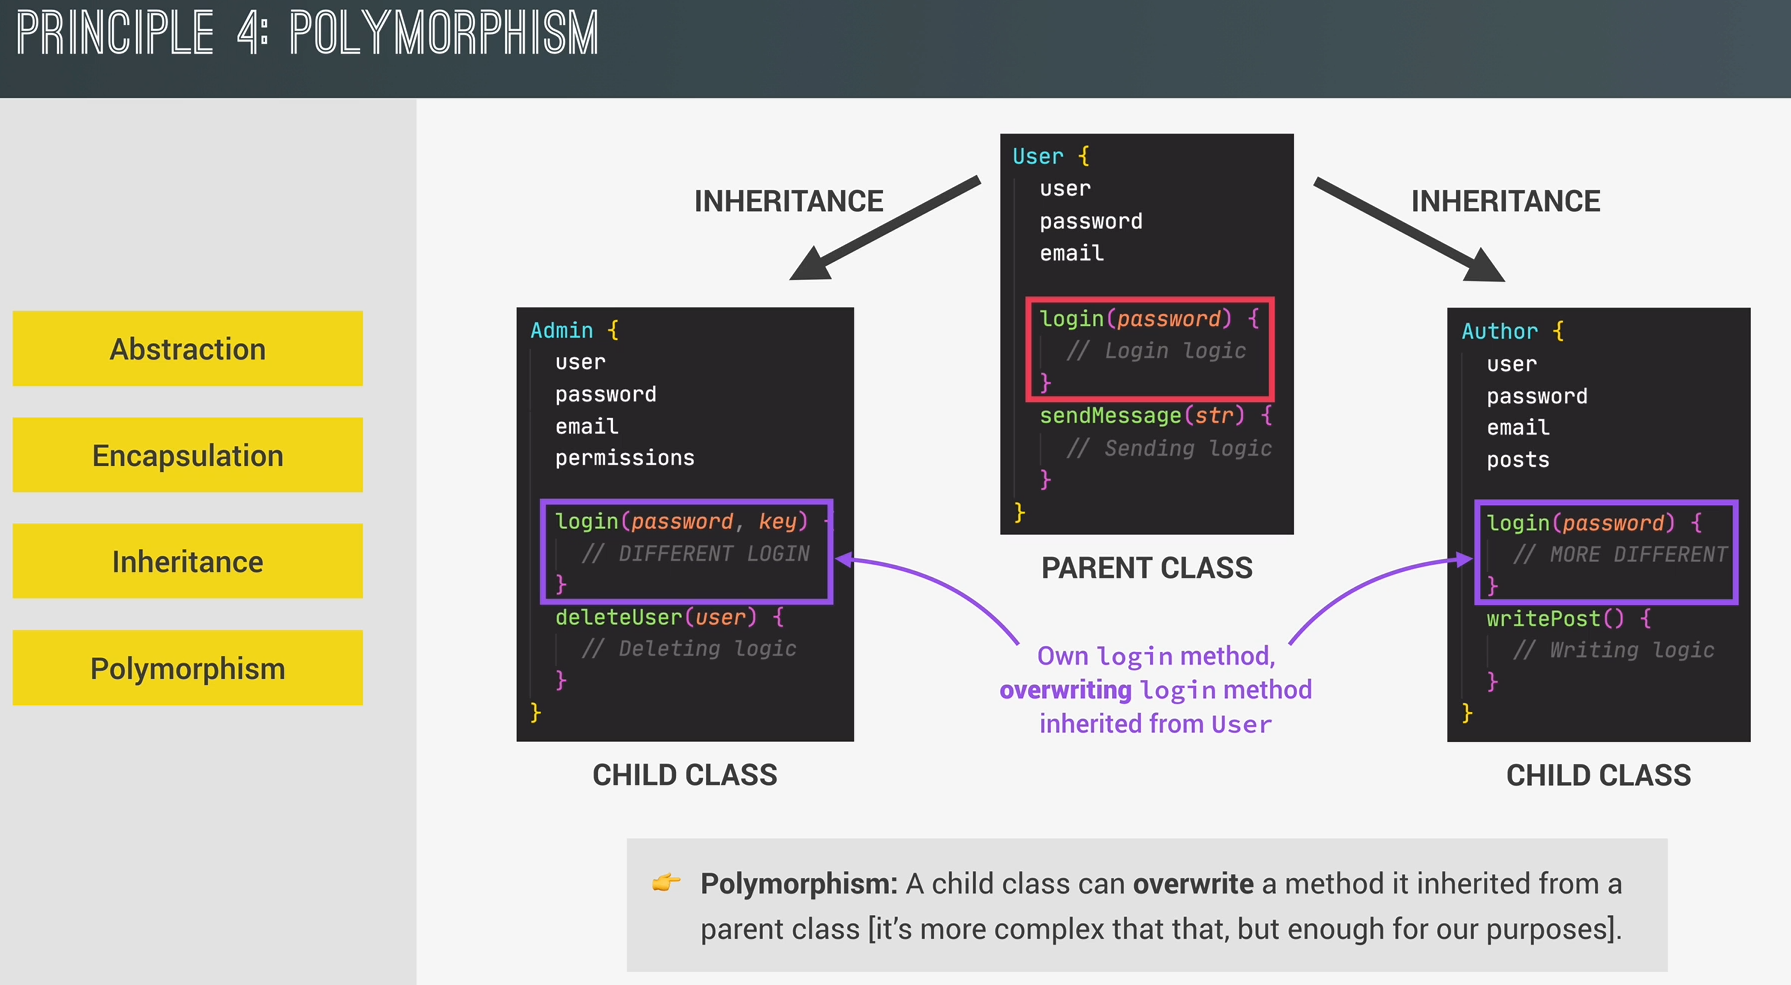 PRINCIPLE 4: POLYMORPHISM
Abstraction
Encapsulation
Inheritance
Polymorphism
INHERITANCE
INHERITANCE
User {
user
password
email
login(password) {
// Login logic
}
sendMessage(str) {
// Sending logic
}
}
PARENT CLASS
Admin {
user
password
email
permissions
login(password, key) {
// DIFFERENT LOGIN
}
deleteUser(user) {
// Deleting logic
}
}
CHILD CLASS
Own login method,
overwriting login method
inherited from User
Author {
user
password
email
posts
login(password) {
// MORE DIFFERENT
}
writePost() {
// Writing logic
}
}
CHILD CLASS
👉 Polymorphism: A child class can overwrite a method it inherited from a
parent class [it’s more complex that that, but enough for our purposes].